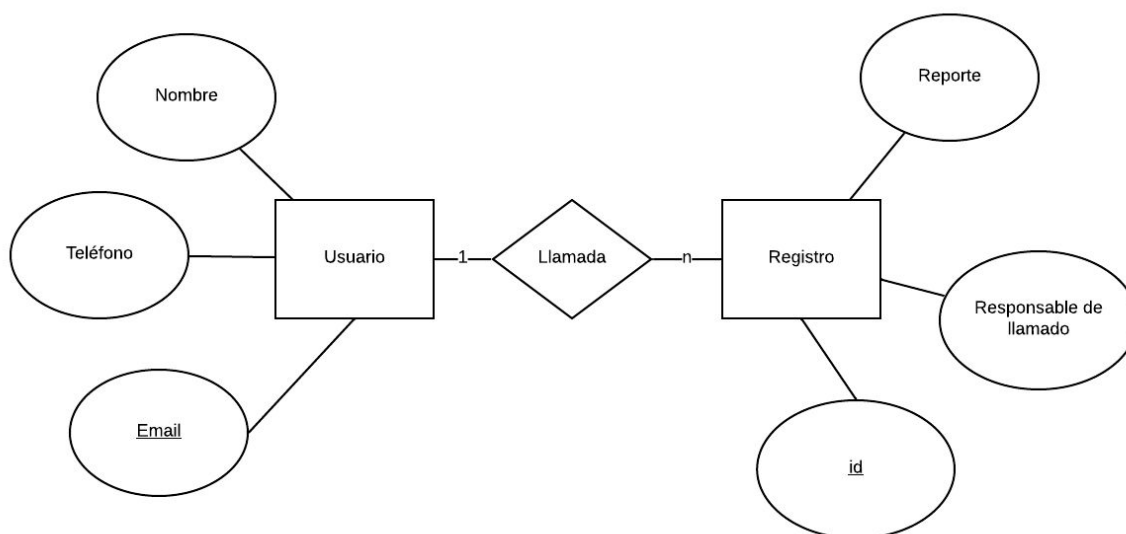 Reporte
Nombre
Teléfono
Usuario
1
Llamada
n
Registro
Responsable de
llamado
Email
id